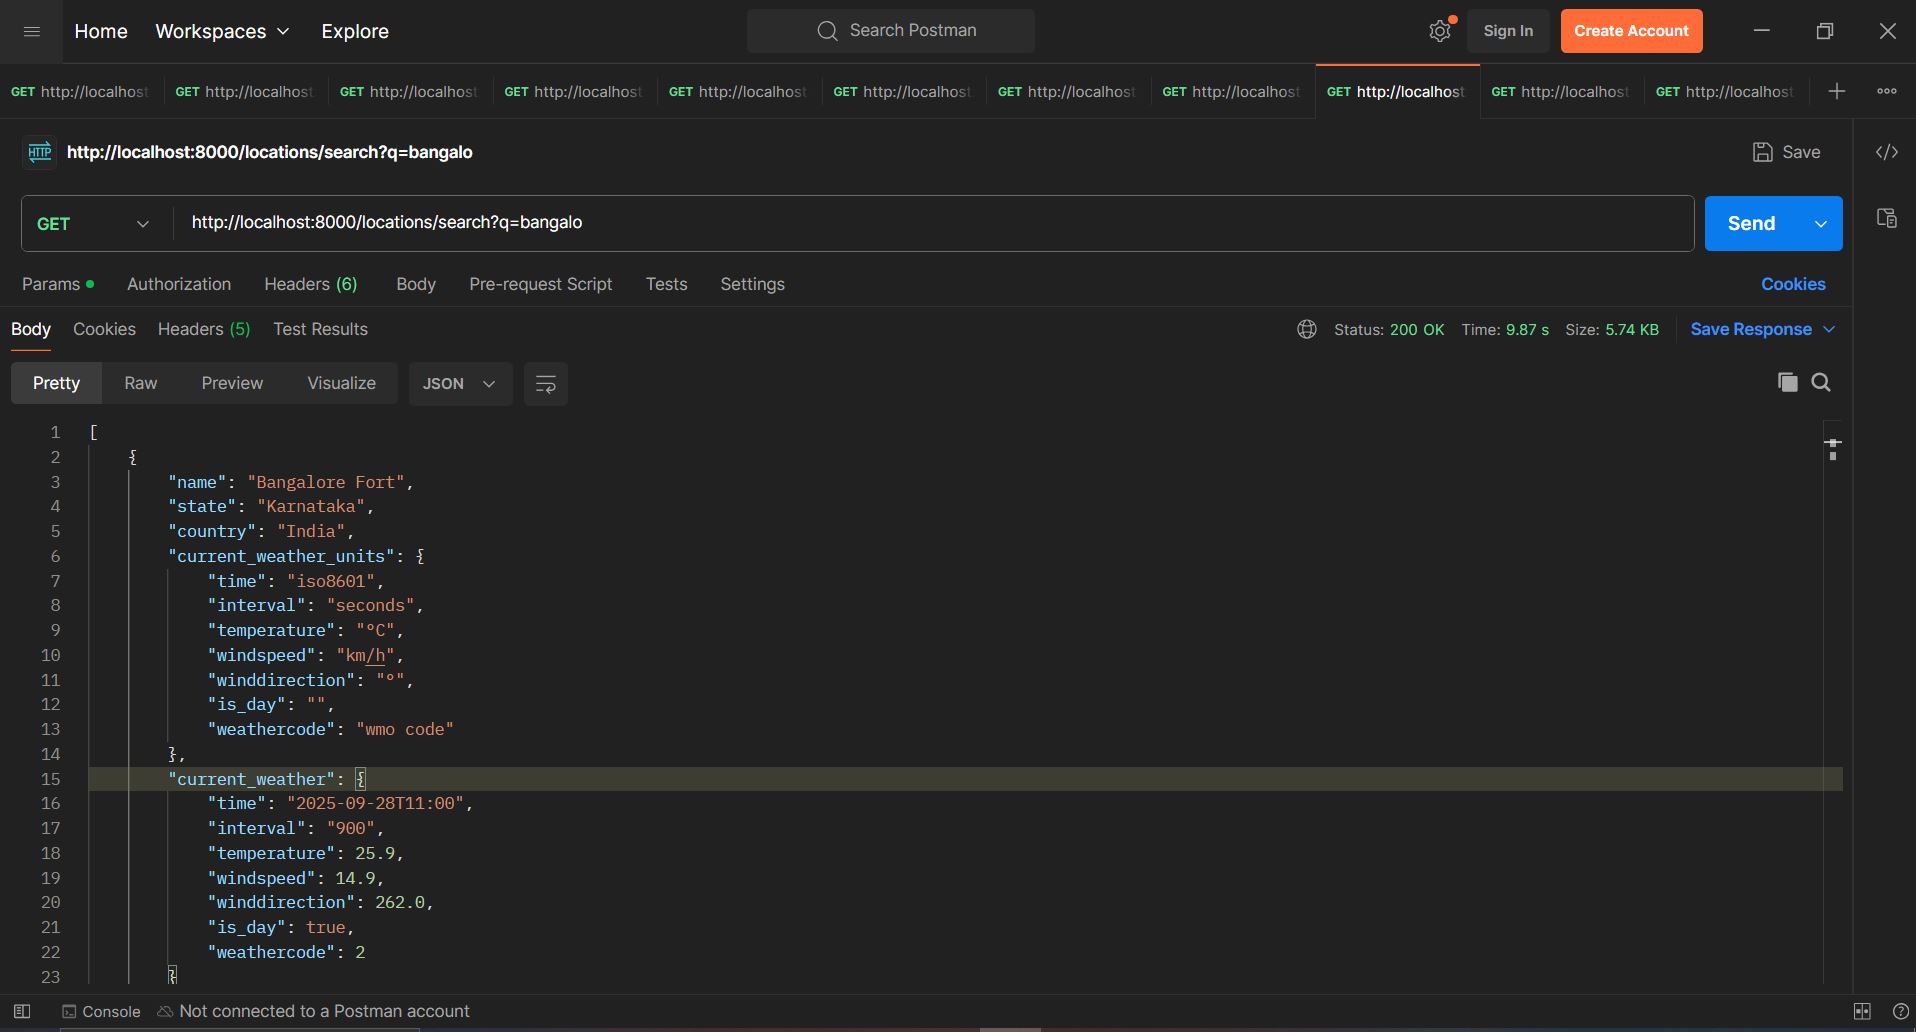 Home Workspaces Explore Search Postman Sign In Create Account
GET http://localhost GET http://localhost GET http://localhost GET http://localhost GET http://localhost GET http://localhost GET http://localhost GET http://localhost GET http://localhost GET http://localhost GET http://localhost
HTTP http://localhost:8000/locations/search?q=bangalo Save
GET http://localhost:8000/locations/search?q=bangalo Send
Params Authorization Headers (6) Body Pre-request Script Tests Settings Cookies
Body Cookies Headers (5) Test Results Status: 200 OK Time: 9.87 s Size: 5.74 KB Save Response
Pretty Raw Preview Visualize JSON
1 [
2 {
3 "name": "Bangalore Fort",
4 "state": "Karnataka",
5 "country": "India",
6 "current_weather_units": {
7 "time": "iso8601",
8 "interval": "seconds",
9 "temperature": "°C",
10 "windspeed": "km/h",
11 "winddirection": "°",
12 "is_day": "",
13 "weathercode": "wmo code"
14 },
15 "current_weather": {
16 "time": "2025-09-28T11:00",
17 "interval": "900",
18 "temperature": 25.9,
19 "windspeed": 14.9,
20 "winddirection": 262.0,
21 "is_day": true,
22 "weathercode": 2
23 }
Console Not connected to a Postman account